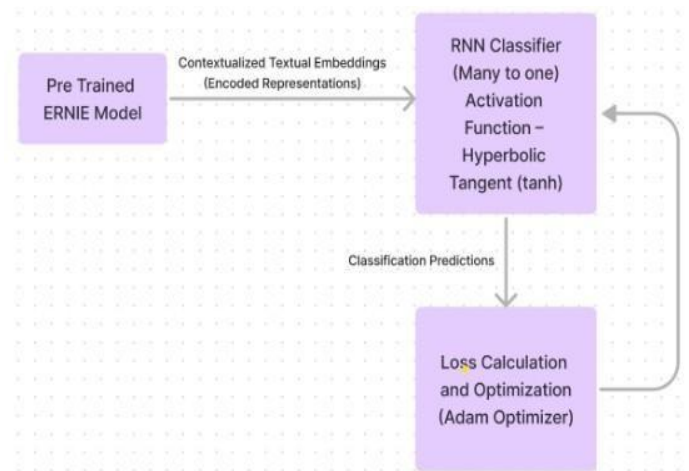 Pre Trained
ERNIE Model
Contextualized Textual Embeddings
(Encoded Representations)
RNN Classifier
(Many to one)
Activation
Function –
Hyperbolic
Tangent (tanh)
Classification Predictions
Loss Calculation
and Optimization
(Adam Optimizer)